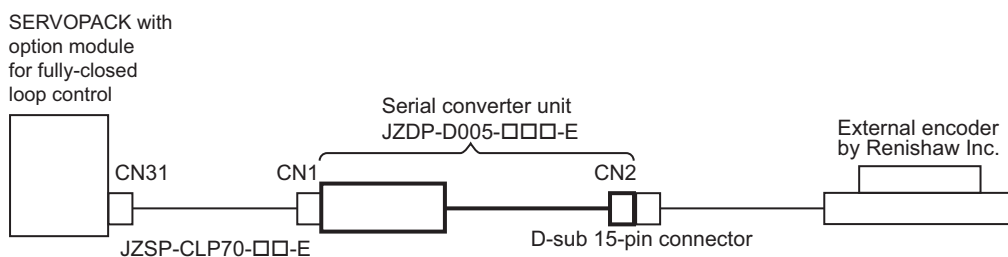 SERVOPACK with
option module
for fully-closed
loop control
Serial converter unit
JZDP-D005-□□□-E
External encoder
by Renishaw Inc.
CN31
CN1
CN2
JZSP-CLP70-□□-E
D-sub 15-pin connector